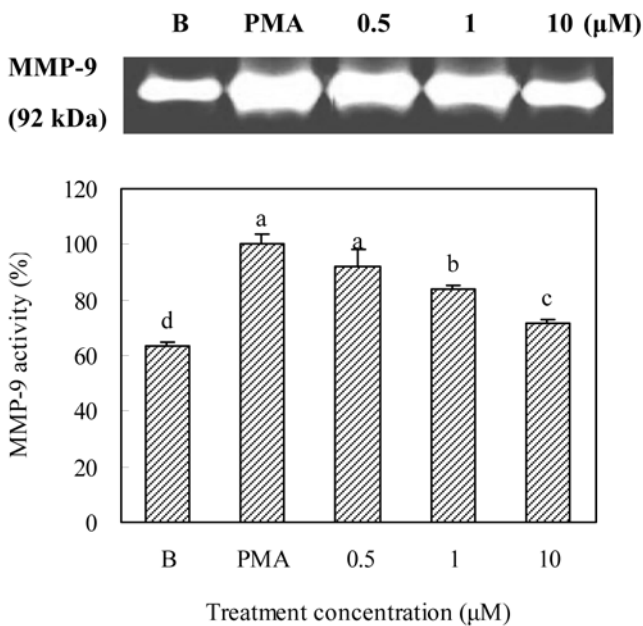 B PMA 0.5 1 10 (μM)
MMP-9
(92 kDa)
120
100
80
60
40
20
0
MMP-9 activity (%)
d
a
a
b
c
B PMA 0.5 1 10
Treatment concentration (μM)